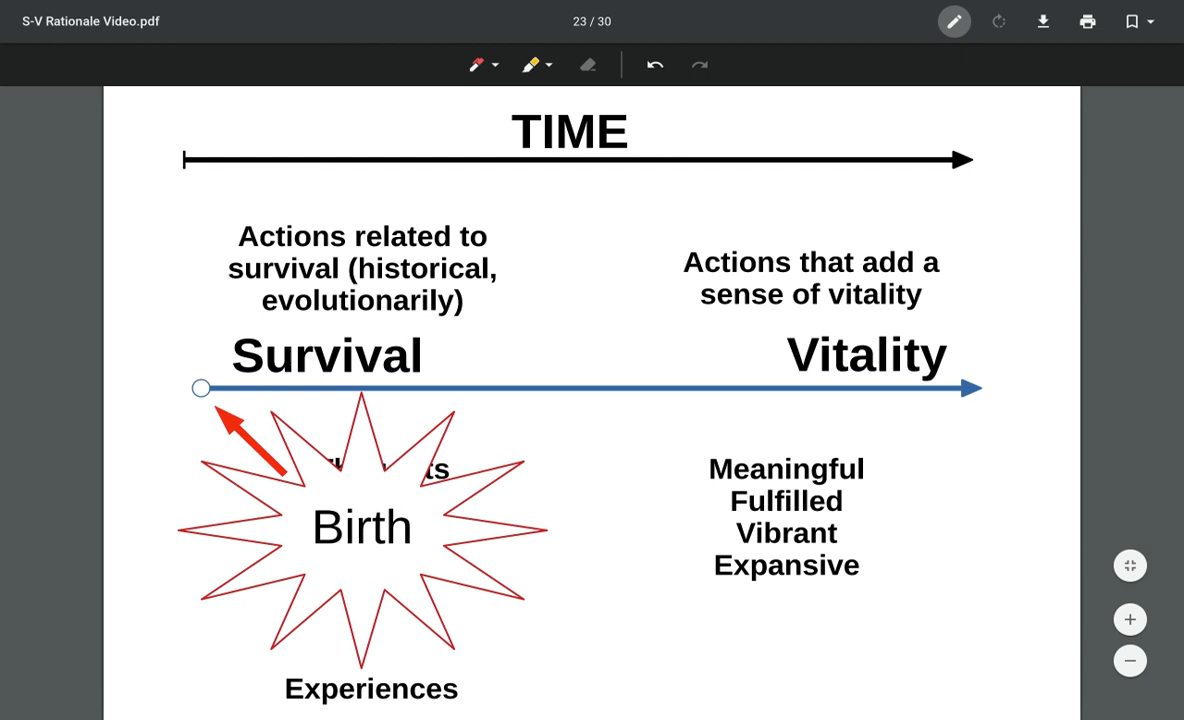 S-V Rationale Video.pdf
23 / 30
TIME
Actions related to
survival (historical,
evolutionarily)
Actions that add a
sense of vitality
Survival
Vitality
Birth
Experiences
Meaningful
Fulfilled
Vibrant
Expansive